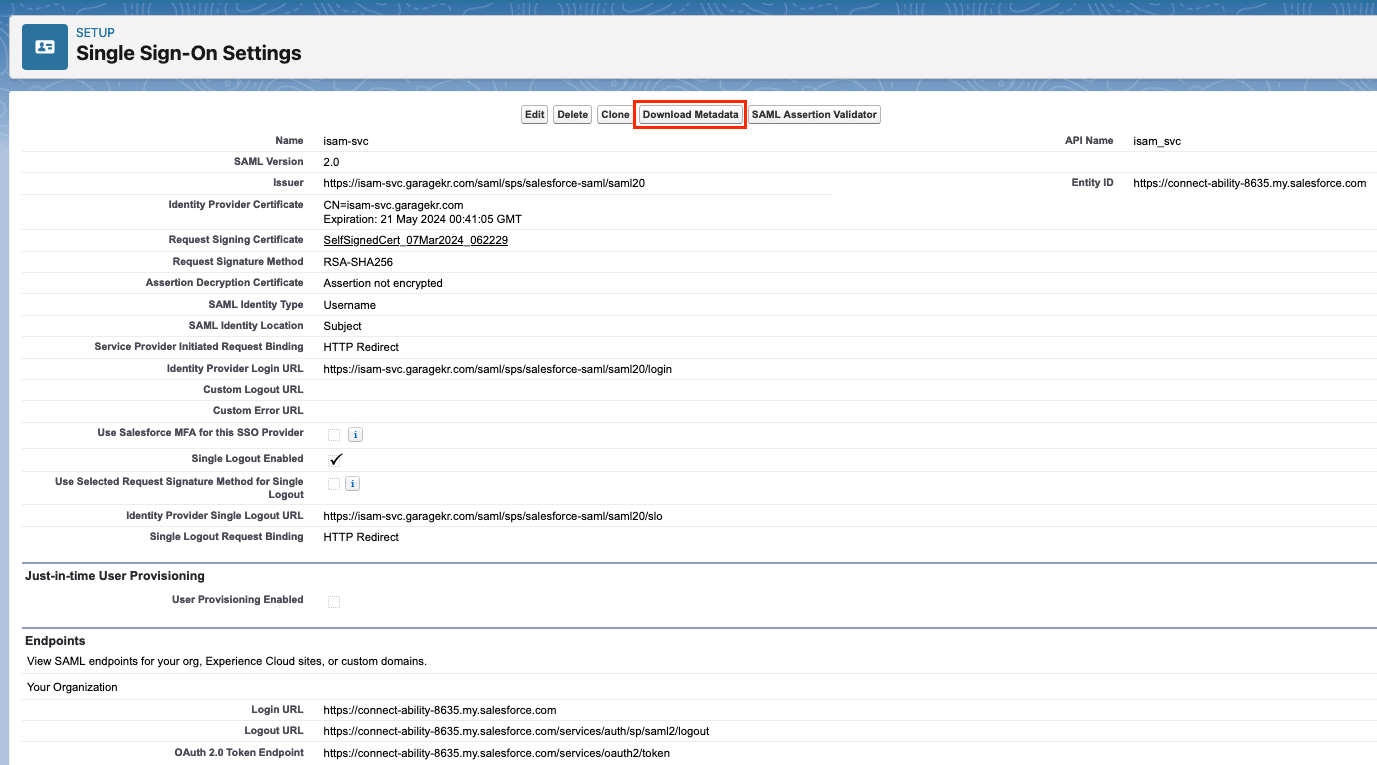 SETUP
Single Sign-On Settings
Edit Delete Clone Download Metadata SAML Assertion Validator
Name isam-svc API Name isam_svc
SAML Version 2.0
Issuer https://isam-svc.garagekr.com/saml/sps/salesforce-saml/saml20 Entity ID https://connect-ability-8635.my.salesforce.com
Identity Provider Certificate CN=isam-svc.garagekr.com
Expiration: 21 May 2024 00:41:05 GMT
Request Signing Certificate SelfSignedCert_07Mar2024_062229
Request Signature Method RSA-SHA256
Assertion Decryption Certificate Assertion not encrypted
SAML Identity Type Username
SAML Identity Location Subject
Service Provider Initiated Request Binding HTTP Redirect
Identity Provider Login URL https://isam-svc.garagekr.com/saml/sps/salesforce-saml/saml20/login
Custom Logout URL
Custom Error URL
Use Salesforce MFA for this SSO Provider i
Single Logout Enabled
Use Selected Request Signature Method for Single i
Logout
Identity Provider Single Logout URL https://isam-svc.garagekr.com/saml/sps/salesforce-saml/saml20/slo
Single Logout Request Binding HTTP Redirect
Just-in-time User Provisioning
User Provisioning Enabled
Endpoints
View SAML endpoints for your org, Experience Cloud sites, or custom domains.
Your Organization
Login URL https://connect-ability-8635.my.salesforce.com
Logout URL https://connect-ability-8635.my.salesforce.com/services/auth/sp/saml2/logout
OAuth 2.0 Token Endpoint https://connect-ability-8635.my.salesforce.com/services/oauth2/token